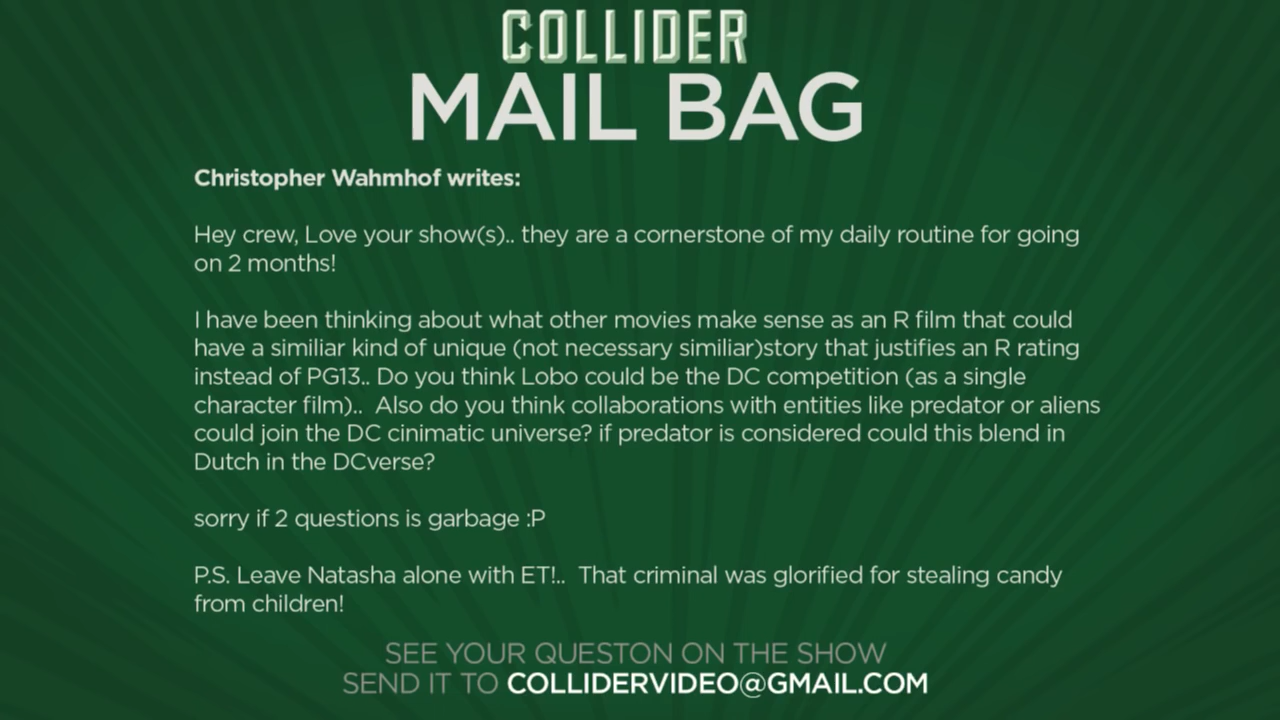 COLLIDER
MAIL BAG
Christopher Wahmhof writes:
Hey crew, Love your show(s).. they are a cornerstone of my daily routine for going
on 2 months!
I have been thinking about what other movies make sense as an R film that could
have a similiar kind of unique (not necessary similiar)story that justifies an R rating
instead of PG13.. Do you think Lobo could be the DC competition (as a single
character film)..  Also do you think collaborations with entities like predator or aliens
could join the DC cinimatic universe? if predator is considered could this blend in
Dutch in the DCverse?
sorry if 2 questions is garbage :P
P.S. Leave Natasha alone with ET!..  That criminal was glorified for stealing candy
from children!
SEE YOUR QUESTON ON THE SHOW
SEND IT TO COLLIDERVIDEO@GMAIL.COM